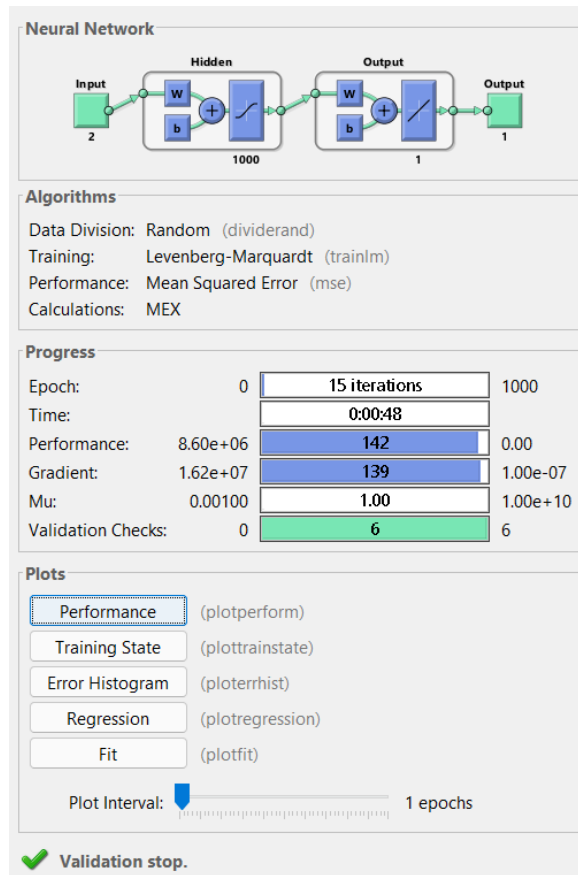 Neural Network
Hidden
Output
Input
W
b
+
W
b
+
Output
2
1000
1
1
Algorithms
Data Division: Random (dividerand)
Training: Levenberg-Marquardt (trainlm)
Performance: Mean Squared Error (mse)
Calculations: MEX
Progress
Epoch: 0 15 iterations 1000
Time: 0:00:48
Performance: 8.60e+06 142 0.00
Gradient: 1.62e+07 139 1.00e-07
Mu: 0.00100 1.00 1.00e+10
Validation Checks: 0 6 6
Plots
Performance (plotperform)
Training State (plottrainstate)
Error Histogram (ploterrhist)
Regression (plotregression)
Fit (plotfit)
Plot Interval: 1 epochs
Validation stop.